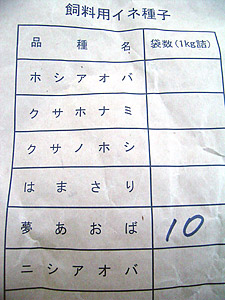 飼料用イネ種子
品種名 袋数(1kg詰)
ホシアオバ
クサホナミ
クサノホシ
はまさり
夢あおば 10
ニシアオバ